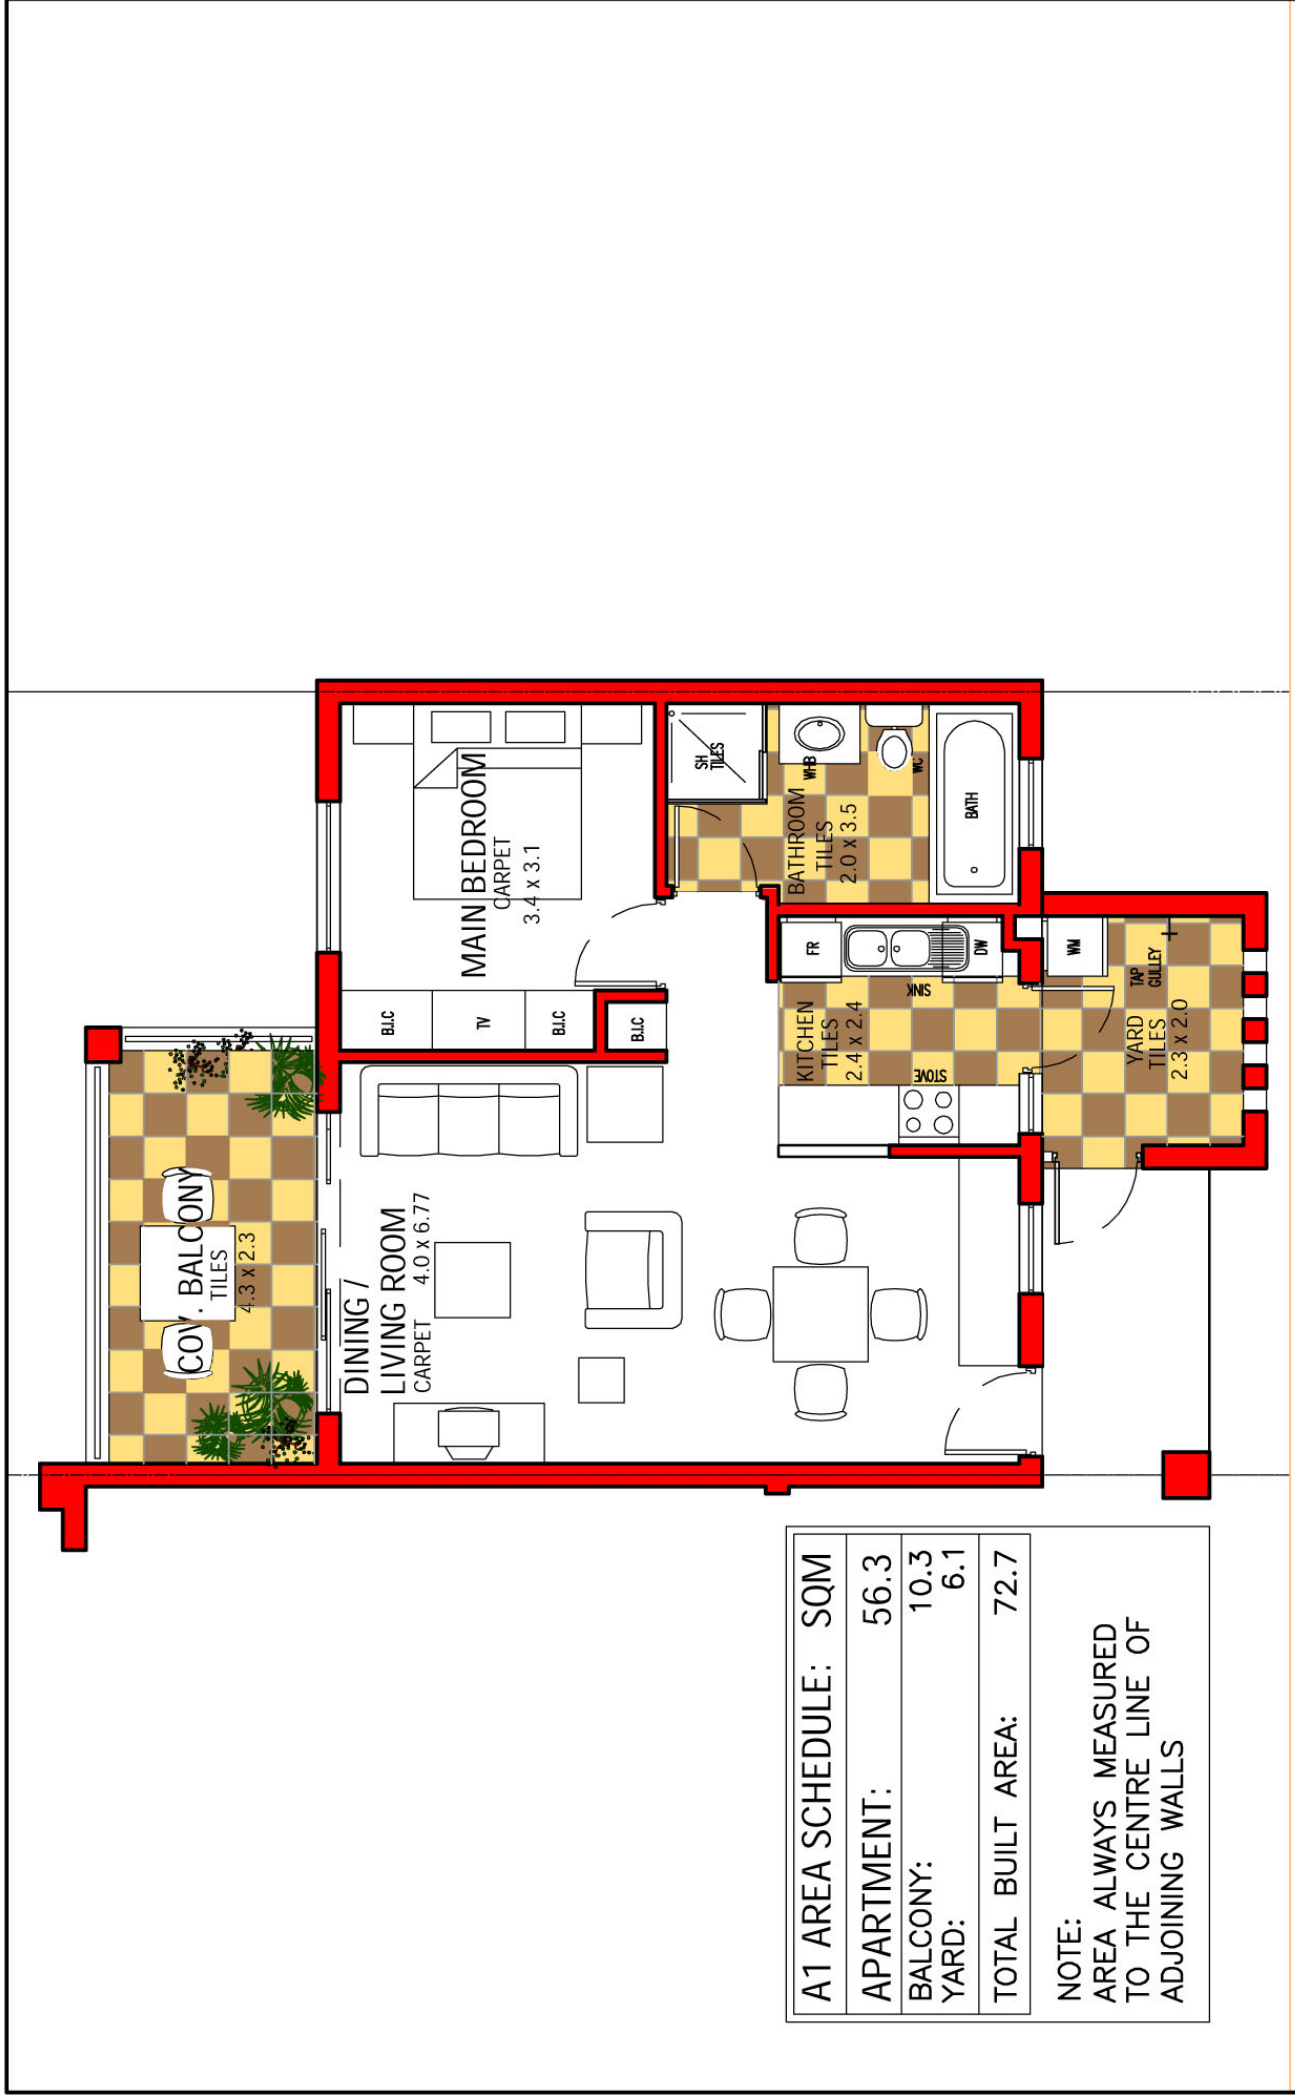 COV. BALCONY
TILES
4.3 x 2.3
DINING /
LIVING ROOM
CARPET 4.0 x 6.77
MAIN BEDROOM
CARPET
3.4 x 3.1
B.I.C
TV
B.I.C
B.I.C
SH
TILES
WHB
WC
BATHROOM
TILES
2.0 x 3.5
BATH
FR
SINK
DW
KITCHEN
TILES
2.4 x 2.4
STOVE
WM
TAP
GULLEY
YARD
TILES
2.3 x 2.0
A1 AREA SCHEDULE: SQM
APARTMENT: 56.3
BALCONY: 10.3
YARD: 6.1
TOTAL BUILT AREA: 72.7
NOTE:
AREA ALWAYS MEASURED
TO THE CENTRE LINE OF
ADJOINING WALLS